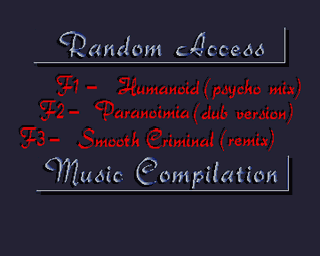 Random Access
F1 - Humanoid (psycho mix)
F2 - Paranoimia (dub version)
F3 - Smooth Criminal (remix)
Music Compilation